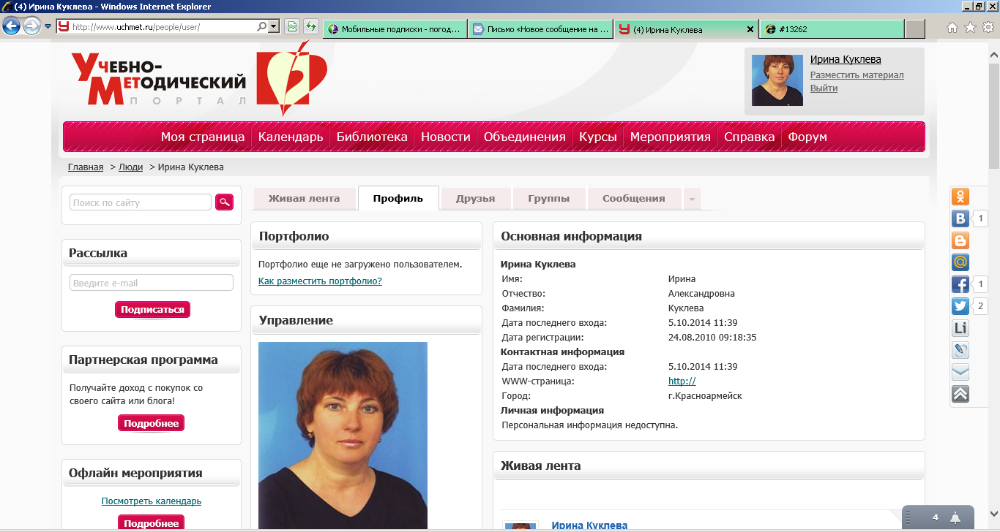 (4) Ирина Куклева - Windows Internet Explorer
http://www.uchmet.ru/people/user/
Мобильные подписки - погод...
Письмо «Новое сообщение на ...
(4) Ирина Куклева
#13262
Учебно-
Методический
ПОРТАЛ
Ирина Куклева
Разместить материал
Выйти
Моя страница Календарь Библиотека Новости Объединения Курсы Мероприятия Справка Форум
Главная > Люди > Ирина Куклева
Поиск по сайту
Рассылка
Введите e-mail
Подписаться
Партнерская программа
Получайте доход с покупок со
своего сайта или блога!
Подробнее
Офлайн мероприятия
Посмотреть календарь
Подробнее
Живая лента Профиль Друзья Группы Сообщения
Портфолио
Портфолио еще не загружено пользователем.
Как разместить портфолио?
Управление
Основная информация
Ирина Куклева
Имя: Ирина
Отчество: Александровна
Фамилия: Куклева
Дата последнего входа: 5.10.2014 11:39
Дата регистрации: 24.08.2010 09:18:35
Контактная информация
Дата последнего входа: 5.10.2014 11:39
WWW-страница: http://
Город: г.Красноармейск
Личная информация
Персональная информация недоступна.
Живая лента
Ирина Куклева
B 1
@
f 1
2
Li
4